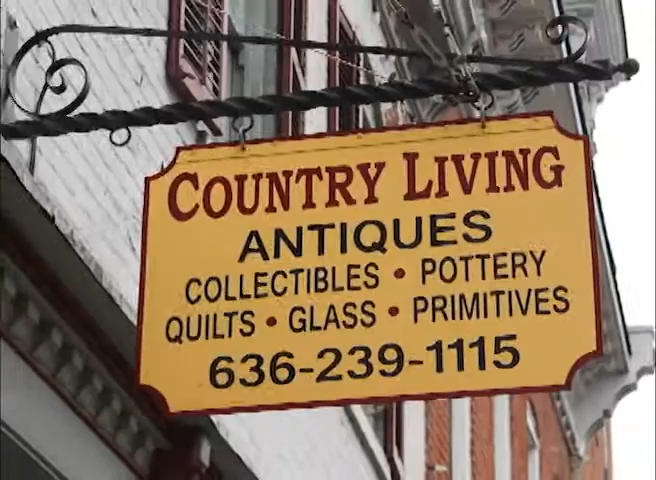 COUNTRY LIVING
ANTIQUES
COLLECTIBLES • POTTERY
QUILTS • GLASS • PRIMITIVES
636-239-1115